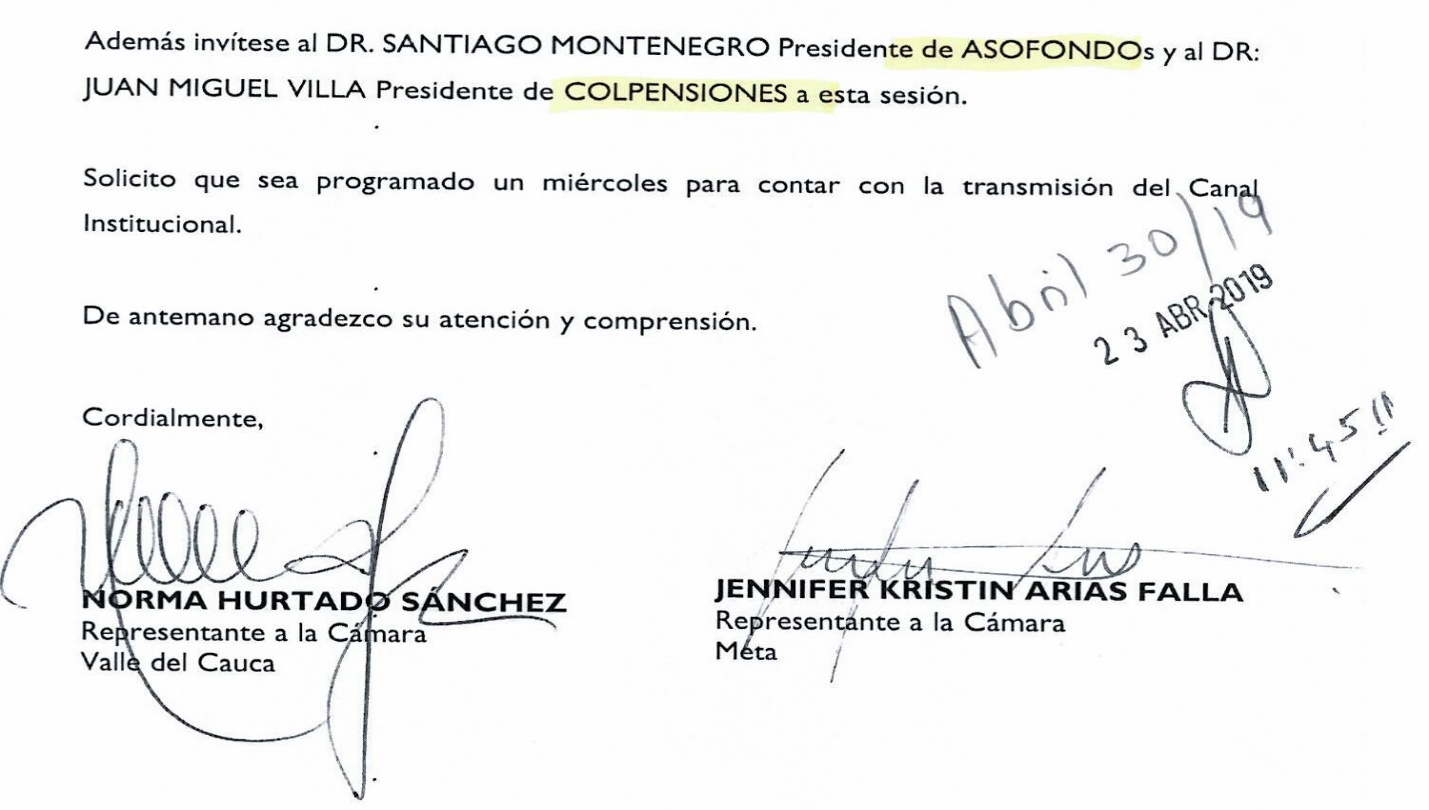 Además invítese al DR. SANTIAGO MONTENEGRO Presidente de ASOFONDOs y al DR:
JUAN MIGUEL VILLA Presidente de COLPENSIONES a esta sesión.
Solicito que sea programado un miércoles para contar con la transmisión del Canal
Institucional.
Abril 30/19
23 ABR 2019
De antemano agradezco su atención y comprensión.
11:45
Cordialmente,
NORMA HURTADO SÁNCHEZ
Representante a la Cámara
Valle del Cauca
JENNIFER KRISTIN ARIAS FALLA
Representante a la Cámara
Meta